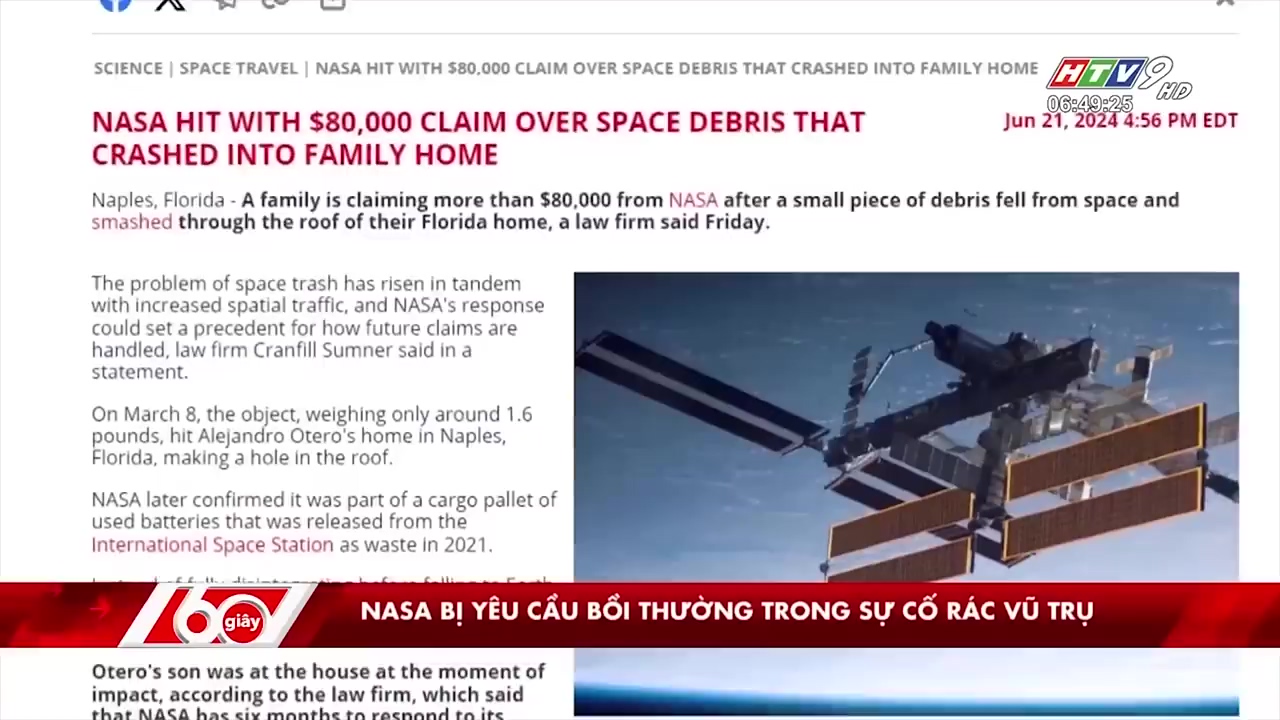 SCIENCE | SPACE TRAVEL | NASA HIT WITH $80,000 CLAIM OVER SPACE DEBRIS THAT CRASHED INTO FAMILY HOME
HTV9 HD
06:49:25
NASA HIT WITH $80,000 CLAIM OVER SPACE DEBRIS THAT
CRASHED INTO FAMILY HOME
Jun 21, 2024 4:56 PM EDT
Naples, Florida - A family is claiming more than $80,000 from NASA after a small piece of debris fell from space and
smashed through the roof of their Florida home, a law firm said Friday.
The problem of space trash has risen in tandem
with increased spatial traffic, and NASA's response
could set a precedent for how future claims are
handled, law firm Cranfill Sumner said in a
statement.
On March 8, the object, weighing only around 1.6
pounds, hit Alejandro Otero's home in Naples,
Florida, making a hole in the roof.
NASA later confirmed it was part of a cargo pallet of
used batteries that was released from the
International Space Station as waste in 2021.
60 giây
NASA BỊ YÊU CẦU BỒI THƯỜNG TRONG SỰ CỐ RÁC VŨ TRỤ
Otero's son was at the house at the moment of
impact, according to the law firm, which said
that NASA has six months to respond to its